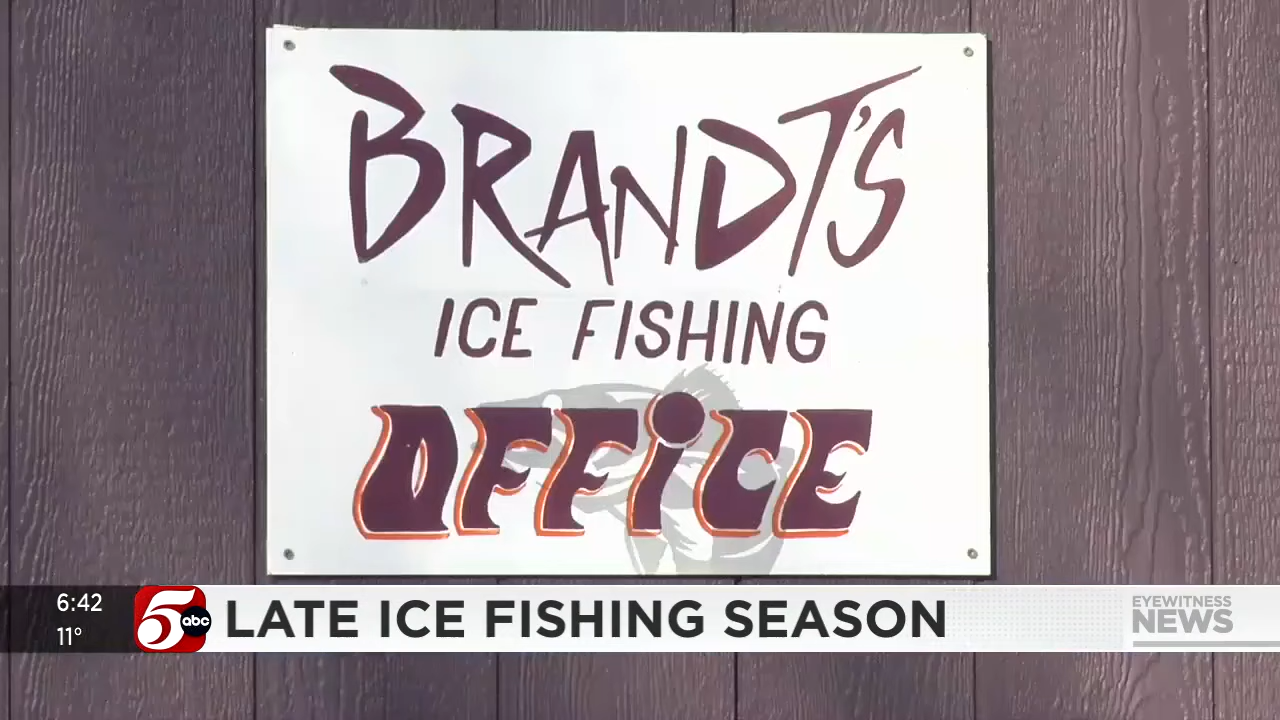 BRANDT'S
ICE FISHING
OFFiCE
6:42
11°
5 abc
LATE ICE FISHING SEASON
EYEWITNESS
NEWS